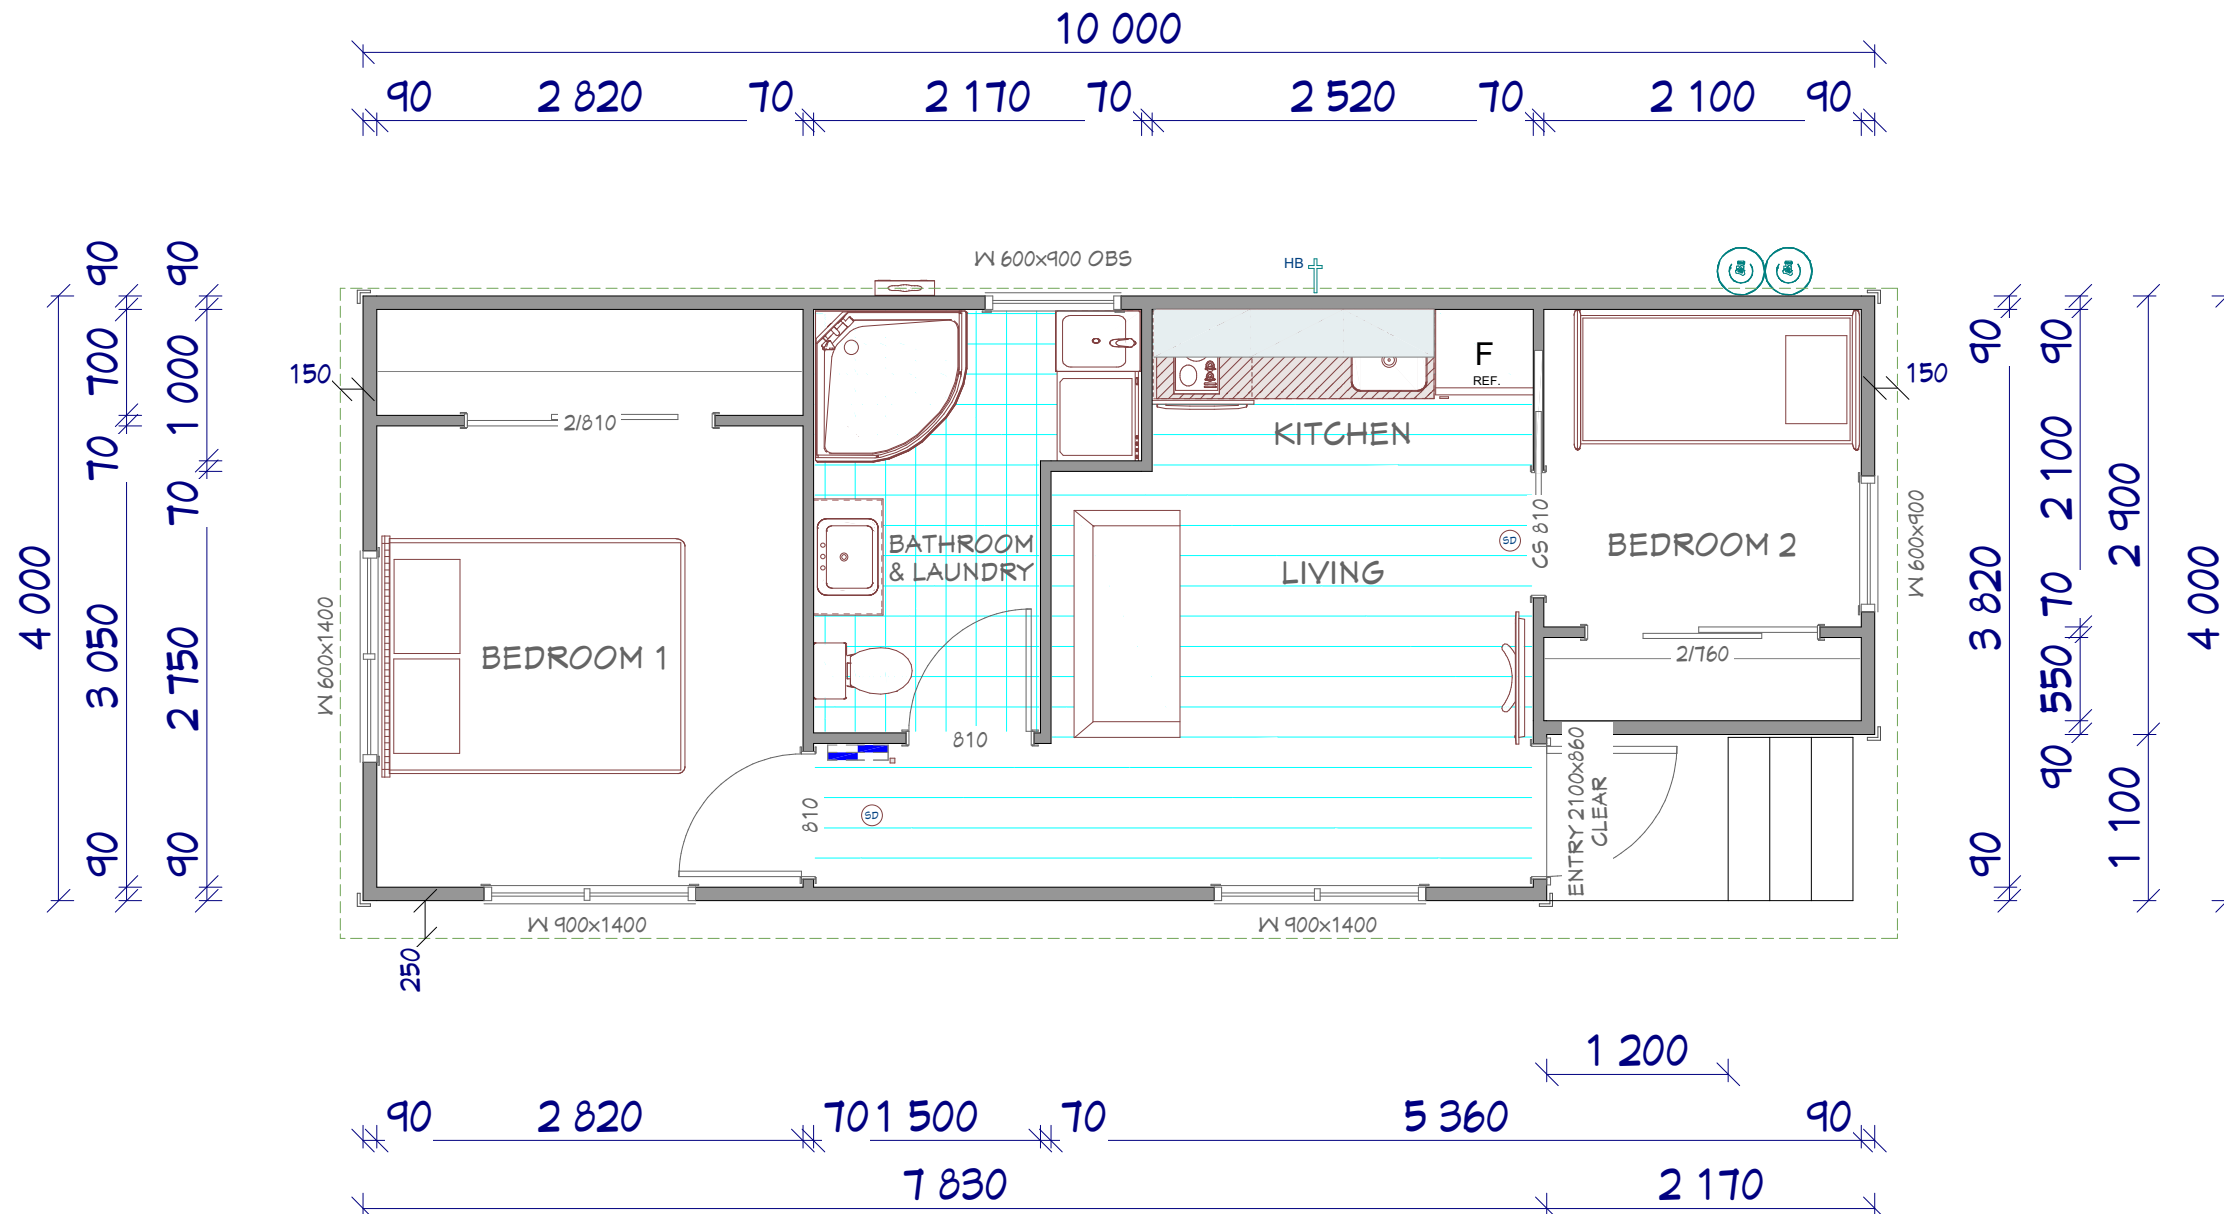 10 000
90 2 820 70 2 170 70 2 520 70 2 100 90
W 600x900 OBS
HB
90
700
70
3 050
90
90
1 000
70
2 750
90
4 000
150
W 600x1400
2/810
BEDROOM 1
BATHROOM
& LAUNDRY
810
810
SD
KITCHEN
F
REF.
LIVING
SD
CS 810
BEDROOM 2
2/760
ENTRY 2100x860
CLEAR
W 600x900
150
90
3 820
90
90
2 100
70
550
90
2 900
1 100
4 000
W 900x1400
W 900x1400
250
1 200
90 2 820 70 1 500 70 5 360 90
7 830 2 170